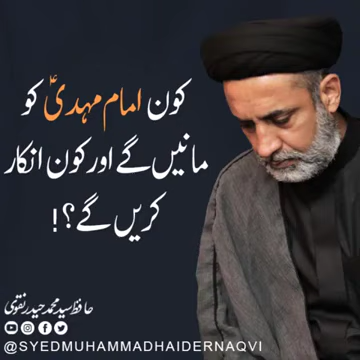 کون امام مہدیؑ کو
مانیں گے اور کون انکار
کریں گے؟!
حافظ سید محمد حیدر نقوی
@SYEDMUHAMMADHAIDERNAQVI